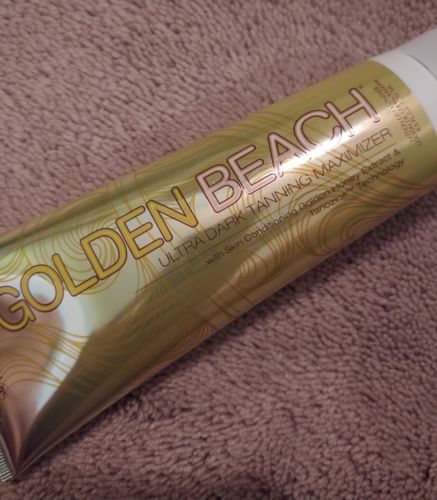 GOLDEN BEACH
ULTRA DARK TANNING MAXIMIZER
with Skin Conditioning Golden Honey Extract &
Technology